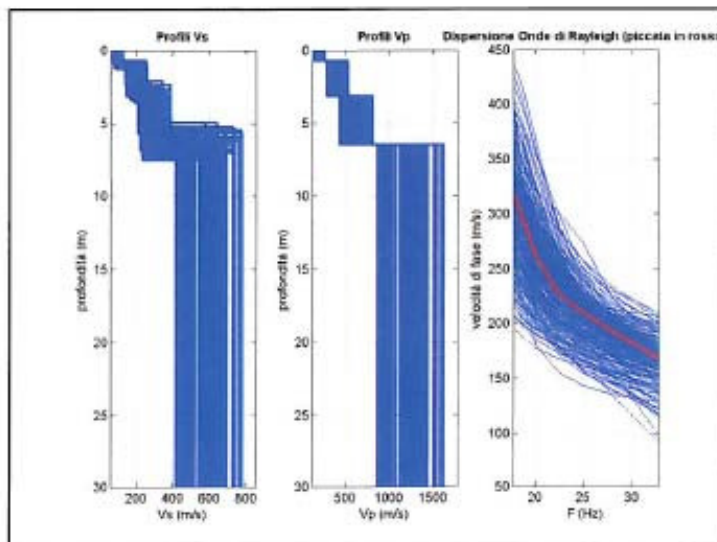 Profili Vs
0
5
10
15
20
25
30
profondità (m)
200 400 600 800
Vs (m/s)
Profili Vp
0
5
10
15
20
25
30
profondità (m)
500 1000 1500
Vp (m/s)
Dispersione Onde di Rayleigh (piccata in rosso
450
400
350
300
250
200
150
100
50
velocità di fase (m/s)
20 25 30
F (Hz)